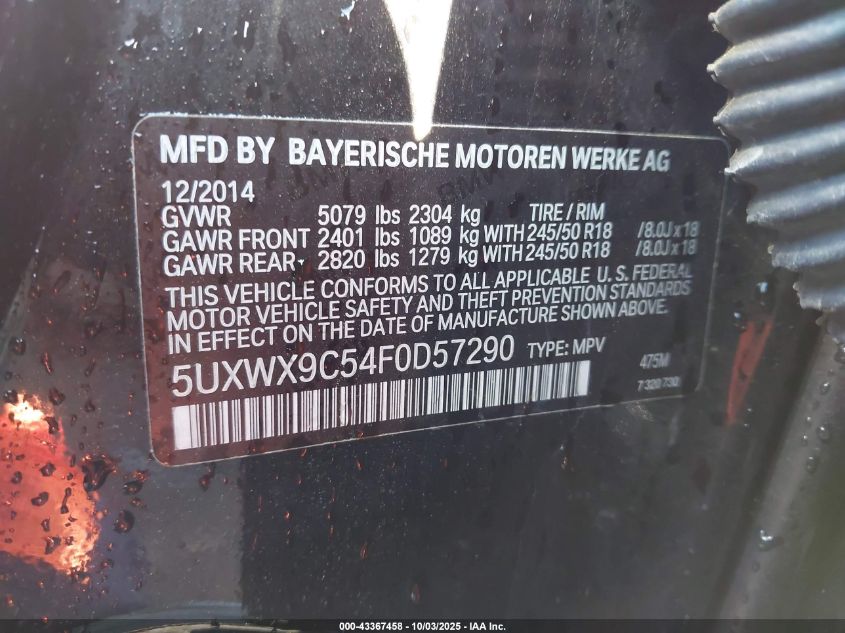 MFD BY BAYERISCHE MOTOREN WERKE AG
12/2014
GVWR 5079 lbs 2304 kg TIRE / RIM
GAWR FRONT 2401 lbs 1089 kg WITH 245/50 R18 /8.0J x 18
GAWR REAR 2820 lbs 1279 kg WITH 245/50 R18 /8.0J x 18
THIS VEHICLE CONFORMS TO ALL APPLICABLE U.S. FEDERAL
MOTOR VEHICLE SAFETY AND THEFT PREVENTION STANDARDS
IN EFFECT ON THE DATE OF MANUFACTURE SHOWN ABOVE.
5UXWX9C54F0D57290 TYPE: MPV 475M
7 320 730
000-43367458 - 10/03/2025 - IAA Inc.